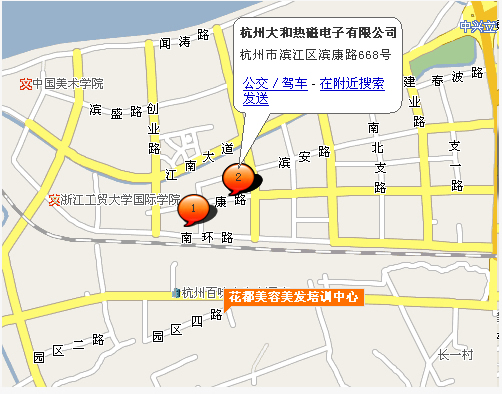 闻涛路
中兴立
杭州大和热磁电子有限公司
杭州市滨江区滨康路668号
公交 / 驾车 - 在附近搜索
发送
中国美术学院
滨盛路
创业路
建业路
春波路
江南大道
滨安路
南北支路
支一路
浙江工贸大学国际学院
1
2
康路
南环路
杭州百味
花都美容美发培训中心
园区四路
园区二路
长一村